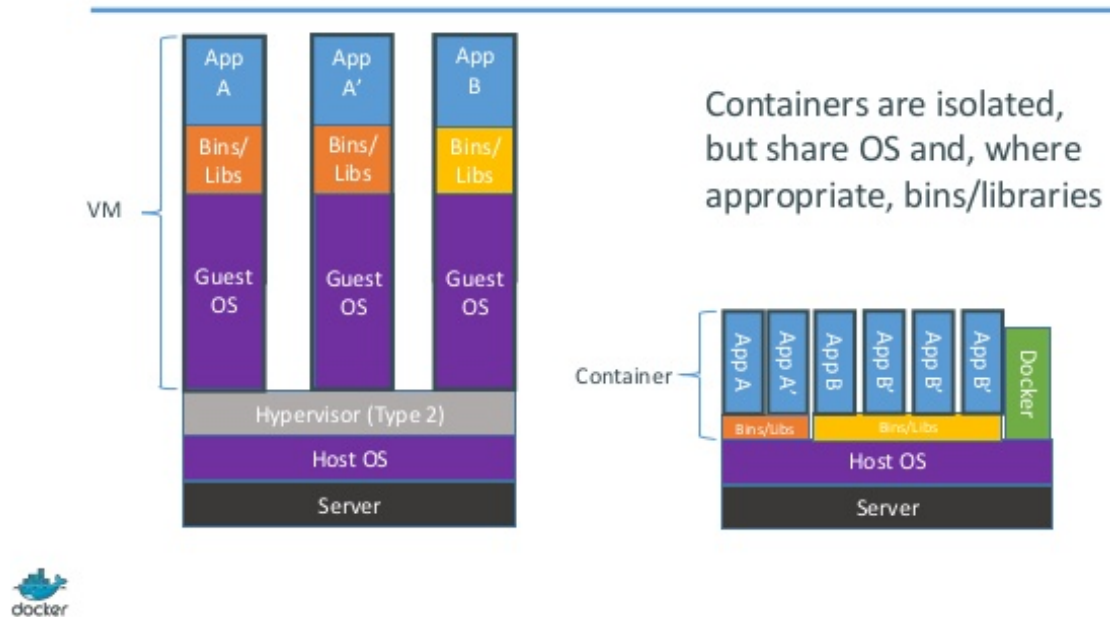 App
A
Bins/
Libs
Guest
OS
App
A’
Bins/
Libs
Guest
OS
App
B
Bins/
Libs
Guest
OS
VM
Hypervisor (Type 2)
Host OS
Server
Containers are isolated,
but share OS and, where
appropriate, bins/libraries
Container
App A
App A’
App B
App B’
App B’
App B’
Docker
Bins/Libs
Bins/Libs
Host OS
Server
docker